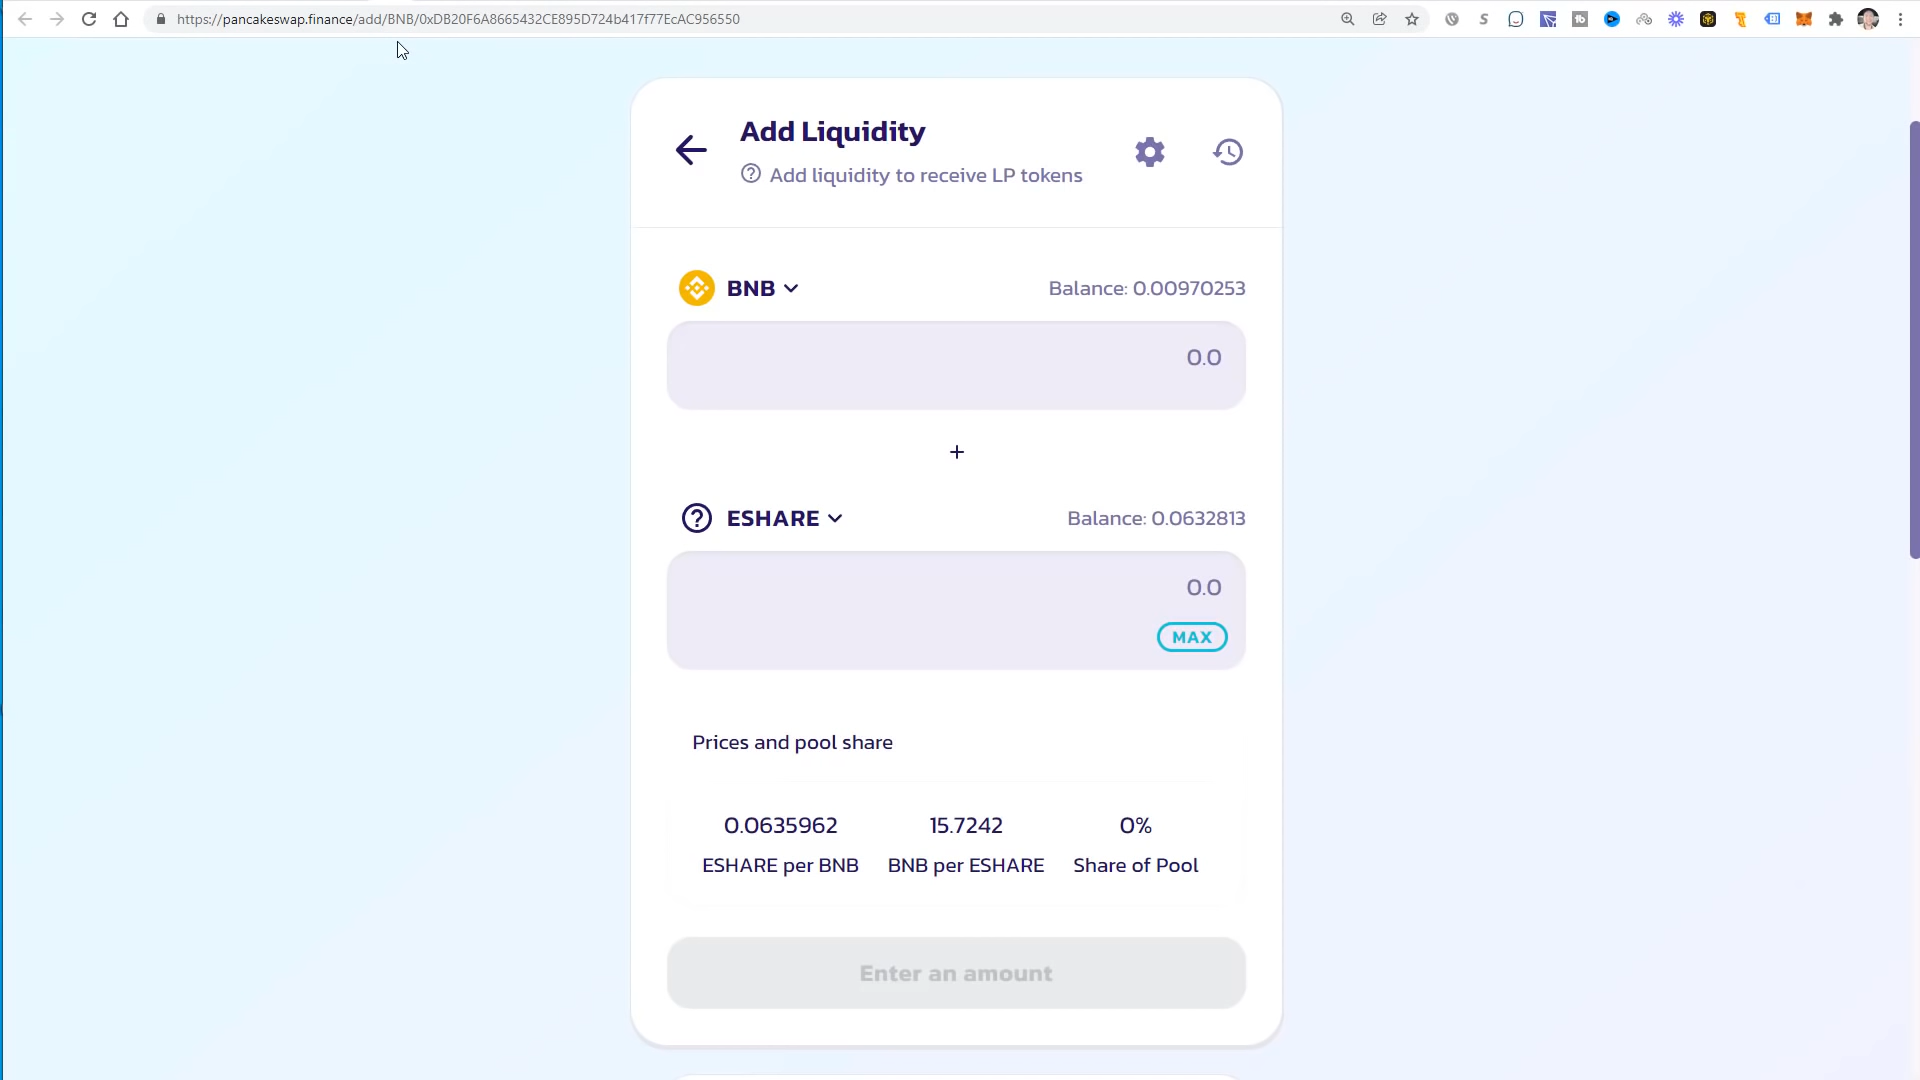 https://pancakeswap.finance/add/BNB/0xDB20F6A8665432CE895D724b417f77EcAC956550
Add Liquidity
Add liquidity to receive LP tokens
BNB
Balance: 0.00970253
0.0
+
ESHARE
Balance: 0.0632813
0.0
MAX
Prices and pool share
0.0635962 15.7242 0%
ESHARE per BNB BNB per ESHARE Share of Pool
Enter an amount